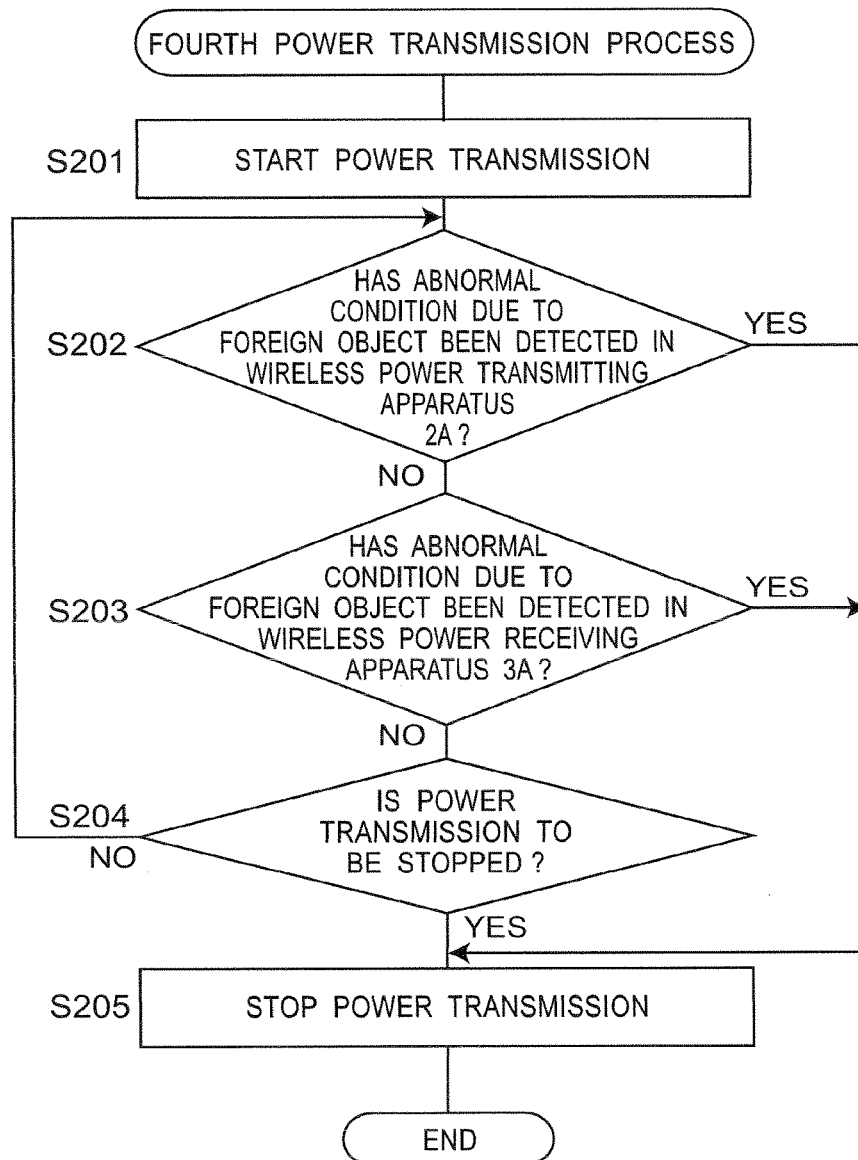 FOURTH POWER TRANSMISSION PROCESS
S201
START POWER TRANSMISSION
S202
HAS ABNORMAL
CONDITION DUE TO
FOREIGN OBJECT BEEN DETECTED IN
WIRELESS POWER TRANSMITTING
APPARATUS
2A ?
YES
NO
S203
HAS ABNORMAL
CONDITION DUE TO
FOREIGN OBJECT BEEN DETECTED IN
WIRELESS POWER RECEIVING
APPARATUS 3A ?
YES
NO
S204
IS POWER
TRANSMISSION TO
BE STOPPED ?
NO
YES
S205
STOP POWER TRANSMISSION
END